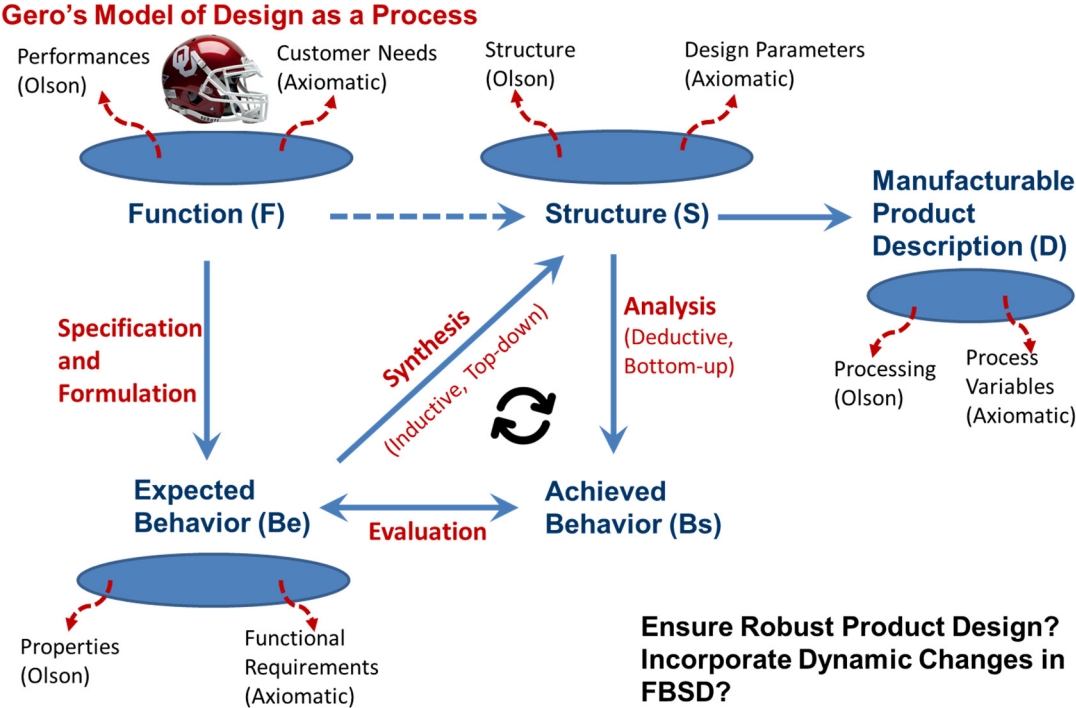 Gero's Model of Design as a Process
Performances
(Olson)
OU
Customer Needs
(Axiomatic)
Structure
(Olson)
Design Parameters
(Axiomatic)
Function (F)
Structure (S)
Manufacturable
Product
Description (D)
Specification
and
Formulation
Synthesis
(Inductive, Top-down)
Analysis
(Deductive,
Bottom-up)
Processing
(Olson)
Process
Variables
(Axiomatic)
Expected
Behavior (Be)
Evaluation
Achieved
Behavior (Bs)
Properties
(Olson)
Functional
Requirements
(Axiomatic)
Ensure Robust Product Design?
Incorporate Dynamic Changes in
FBSD?